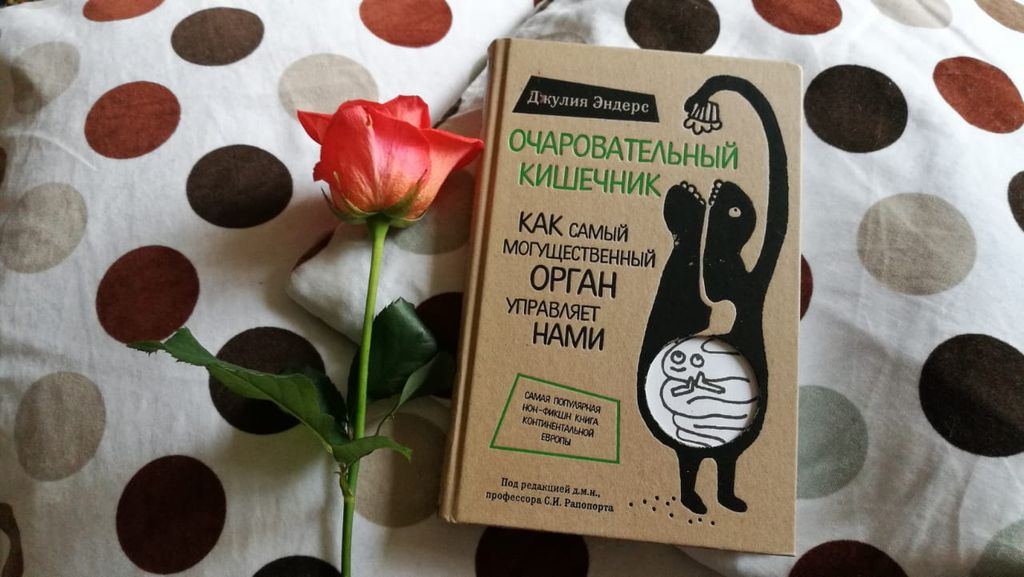 Джулия Эндерс
ОЧАРОВАТЕЛЬНЫЙ
КИШЕЧНИК
КАК САМЫЙ
МОГУЩЕСТВЕННЫЙ
ОРГАН
УПРАВЛЯЕТ
НАМИ
САМАЯ ПОПУЛЯРНАЯ
НОН-ФИКШН КНИГА
КОНТИНЕНТАЛЬНОЙ
ЕВРОПЫ
Под редакцией д.м.н.,
профессора С.И. Рапопорта